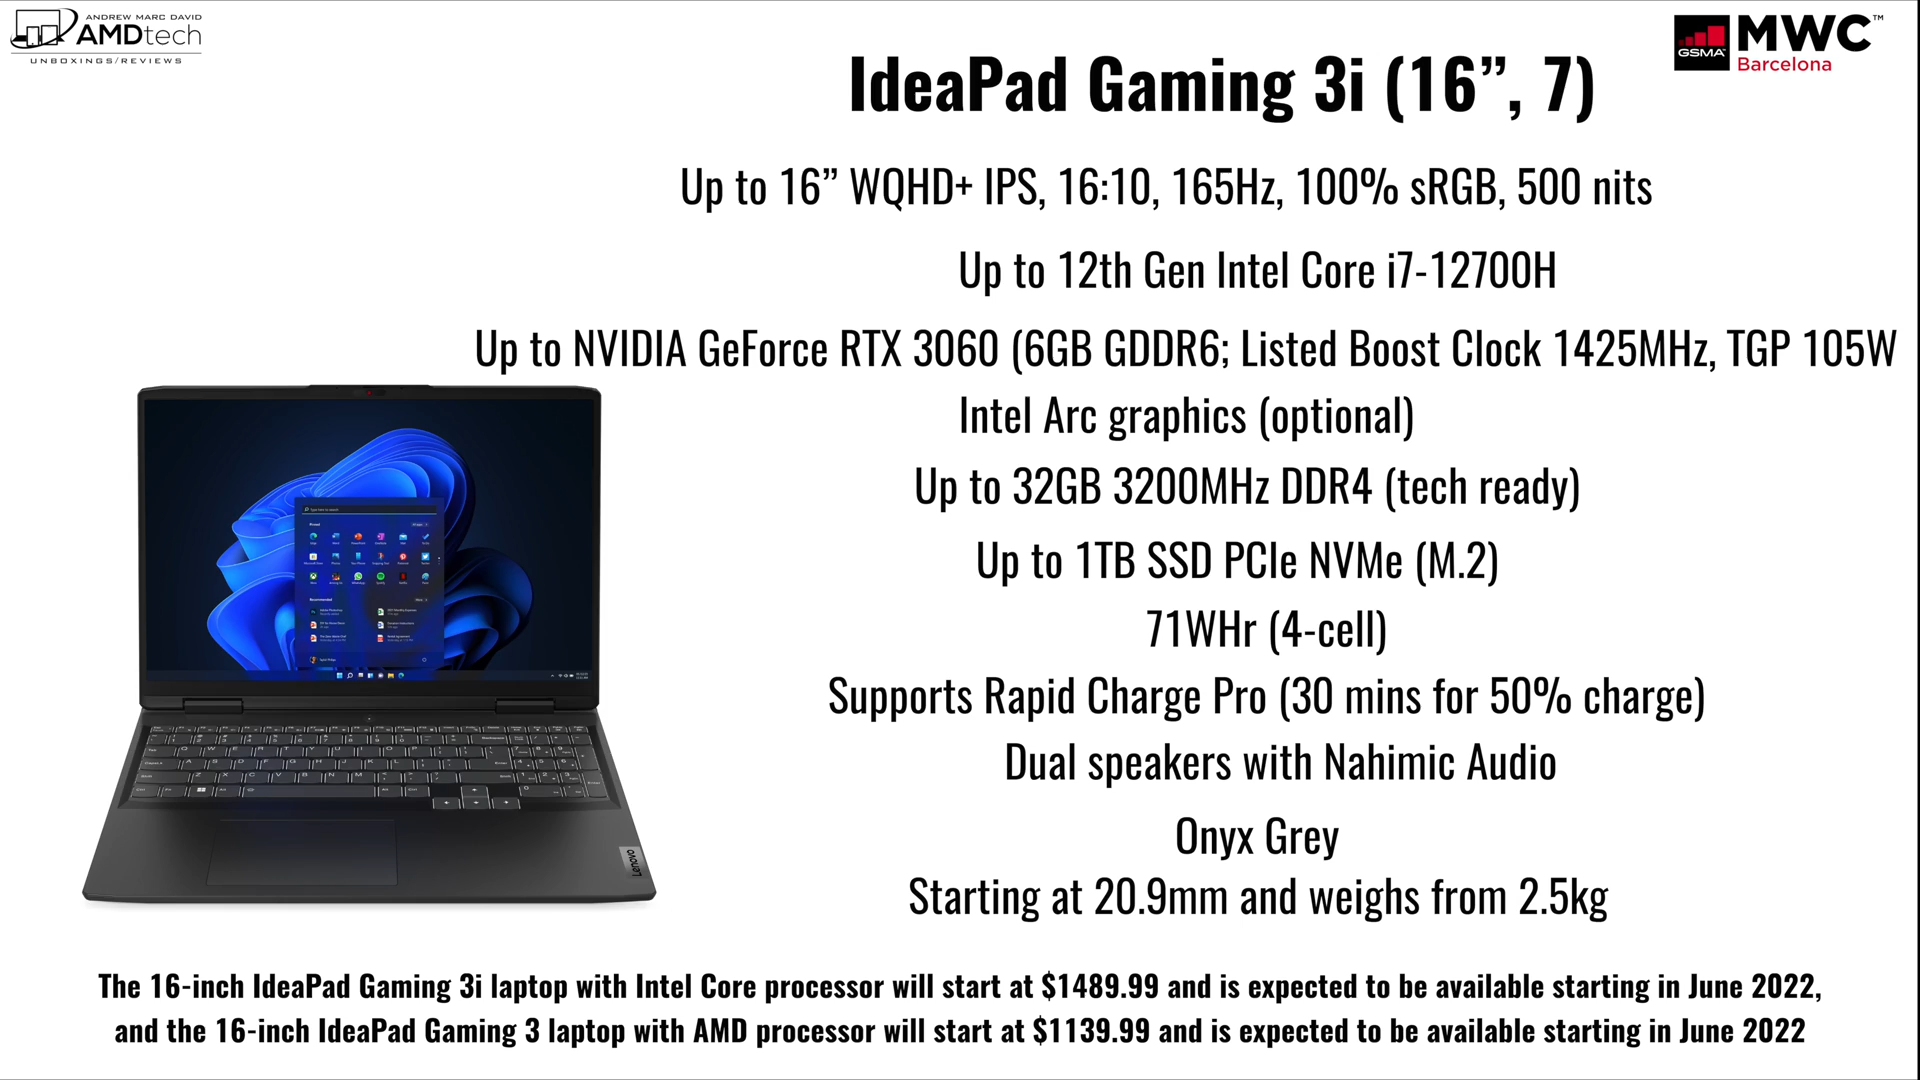 ANDREW MARC DAVID
AMDtech
UNBOXINGS/REVIEWS
GSMA
MWC™
Barcelona
IdeaPad Gaming 3i (16”, 7)
Up to 16” WQHD+ IPS, 16:10, 165Hz, 100% sRGB, 500 nits
Up to 12th Gen Intel Core i7-12700H
Up to NVIDIA GeForce RTX 3060 (6GB GDDR6; Listed Boost Clock 1425MHz, TGP 105W
Intel Arc graphics (optional)
Up to 32GB 3200MHz DDR4 (tech ready)
Up to 1TB SSD PCIe NVMe (M.2)
71WHr (4-cell)
Supports Rapid Charge Pro (30 mins for 50% charge)
Dual speakers with Nahimic Audio
Onyx Grey
Starting at 20.9mm and weighs from 2.5kg
Lenovo
The 16-inch IdeaPad Gaming 3i laptop with Intel Core processor will start at $1489.99 and is expected to be available starting in June 2022,
and the 16-inch IdeaPad Gaming 3 laptop with AMD processor will start at $1139.99 and is expected to be available starting in June 2022